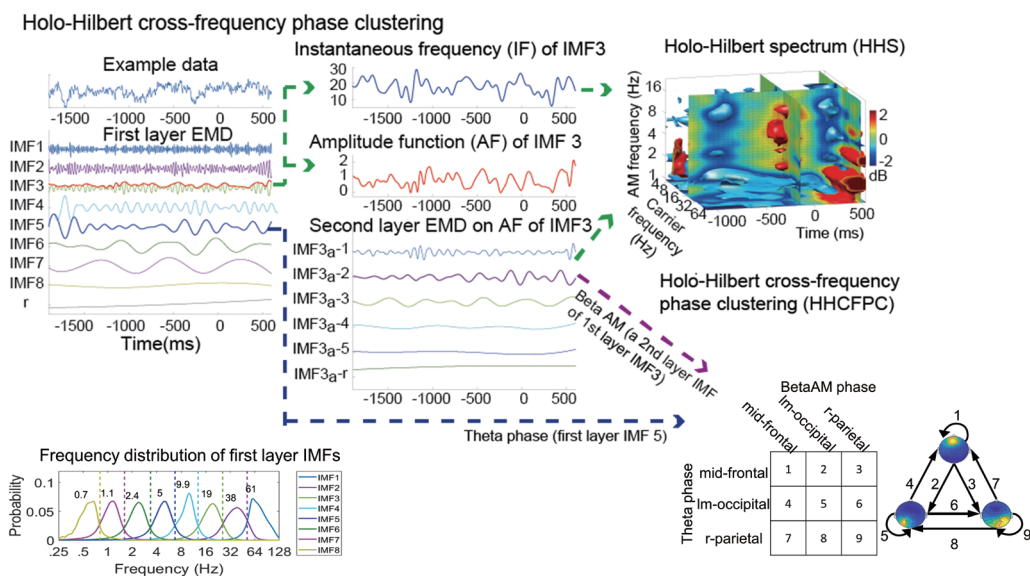 Holo-Hilbert cross-frequency phase clustering
Example data
-1500 -1000 -500 0 500
First layer EMD
IMF1
IMF2
IMF3
IMF4
IMF5
IMF6
IMF7
IMF8
r
-1500 -1000 -500 0 500
Time(ms)
Instantaneous frequency (IF) of IMF3
30
20
10
-1500 -1000 -500 0 500
Amplitude function (AF) of IMF 3
2
1
0
-1500 -1000 -500 0 500
Second layer EMD on AF of IMF3
IMF3a-1
IMF3a-2
IMF3a-3
IMF3a-4
IMF3a-5
IMF3a-r
-1500 -1000 -500 0 500
Holo-Hilbert spectrum (HHS)
AM frequency (Hz)
16
8
4
2
1
Carrier
frequency
(Hz)
-1000 -500 0 500
Time (ms)
2
0
-2
dB
Holo-Hilbert cross-frequency
phase clustering (HHCFPC)
Beta AM (a 2nd layer IMF
of 1st layer IMF3)
Theta phase (first layer IMF 5)
Frequency distribution of first layer IMFs
Probability
0.1
0.05
0
0.7 1.1 2.4 5 9.9 19 38 61
IMF1
IMF2
IMF3
IMF4
IMF5
IMF6
IMF7
IMF8
.25 .5 1 2 4 8 16 32 64 128
Frequency (Hz)
BetaAM phase
mid-frontal
lm-occipital
r-parietal
Theta phase
mid-frontal 1 2 3
lm-occipital 4 5 6
r-parietal 7 8 9
1
4 2 3 7
6
5 8 9